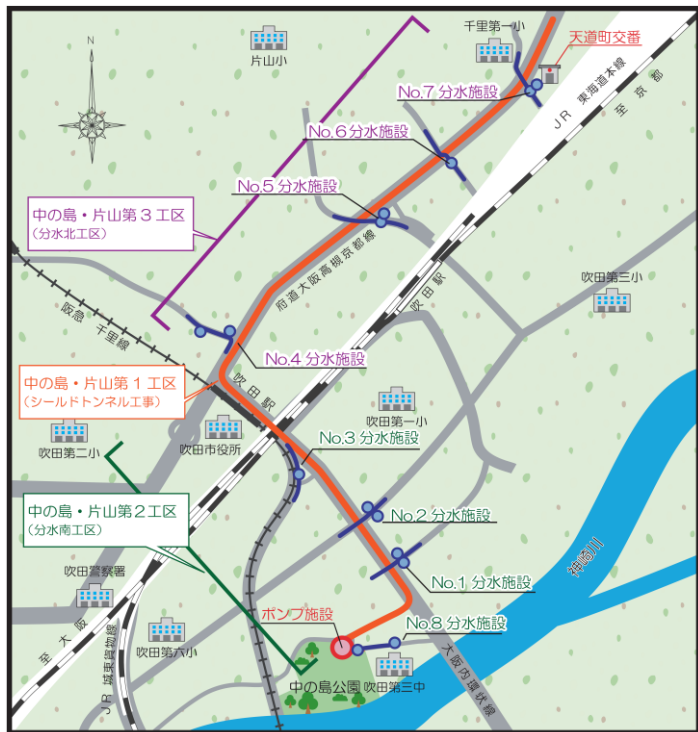 千里第一小
天道町交番
片山小
N
No.7 分水施設
JR 東海道本線
至 京都
No.6 分水施設
No.5 分水施設
中の島・片山第3工区
(分水北工区)
府道大阪高槻京都線
吹田駅
吹田第三小
阪急 千里線
No.4 分水施設
中の島・片山第1工区
(シールドトンネル工事)
吹田駅
吹田第一小
吹田第二小
吹田市役所
No.3 分水施設
中の島・片山第2工区
(分水南工区)
No.2 分水施設
神崎川
No.1 分水施設
吹田警察署
ポンプ施設
No.8 分水施設
至 大阪
吹田第六小
JR 城東貨物線
大阪内環状線
中の島公園
吹田第三中